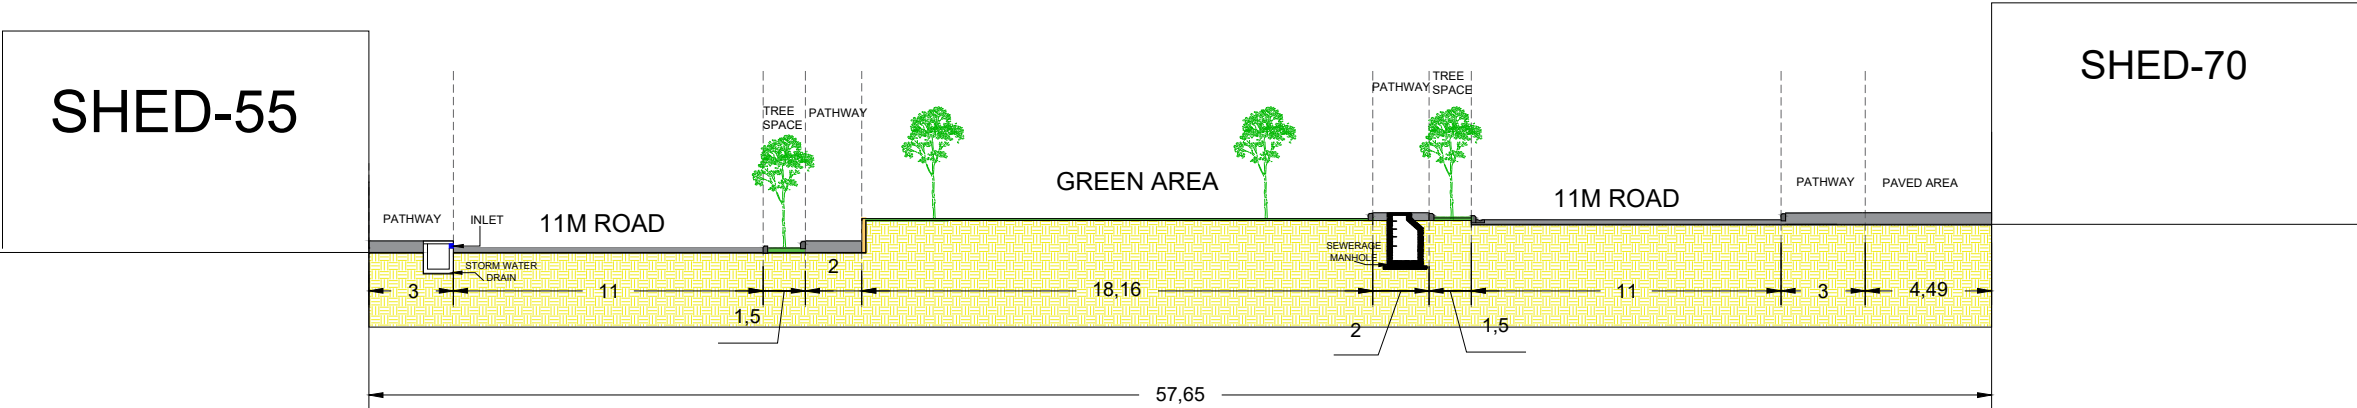 SHED-55
SHED-70
TREE
SPACE
PATHWAY
PATHWAY
TREE
SPACE
GREEN AREA
PATHWAY
INLET
11M ROAD
11M ROAD
PATHWAY
PAVED AREA
STORM WATER
DRAIN
SEWERAGE
MANHOLE
3
11
1,5
2
18,16
2
1,5
11
3
4,49
57,65